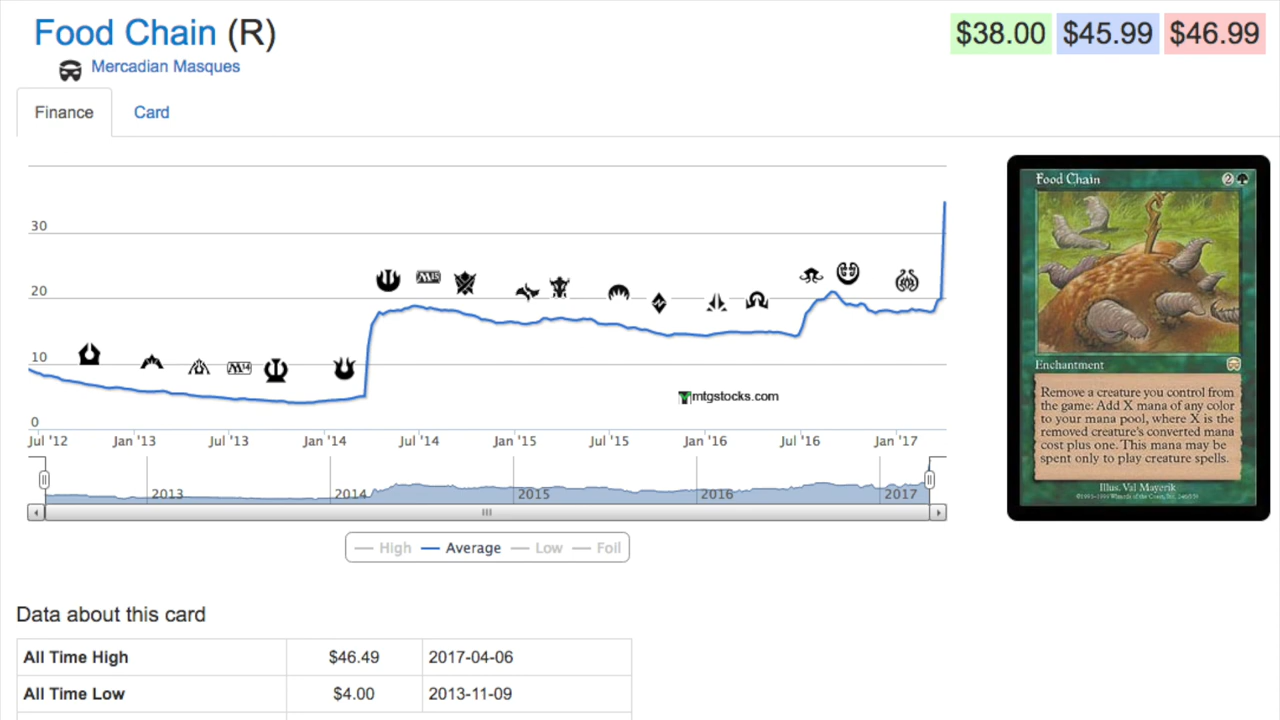 Food Chain (R)
$38.00 $45.99 $46.99
Mercadian Masques
Finance Card
30
20
10
0
M15
M14
mtgstocks.com
Jul '12 Jan '13 Jul '13 Jan '14 Jul '14 Jan '15 Jul '15 Jan '16 Jul '16 Jan '17
2013 2014 2015 2016 2017
High Average Low Foil
Food Chain 2
Enchantment
Remove a creature you control from
the game: Add X mana of any color
to your mana pool, where X is the
removed creature's converted mana
cost plus one. This mana may be
spent only to play creature spells.
Illus. Val Mayerik
Data about this card
All Time High $46.49 2017-04-06
All Time Low $4.00 2013-11-09